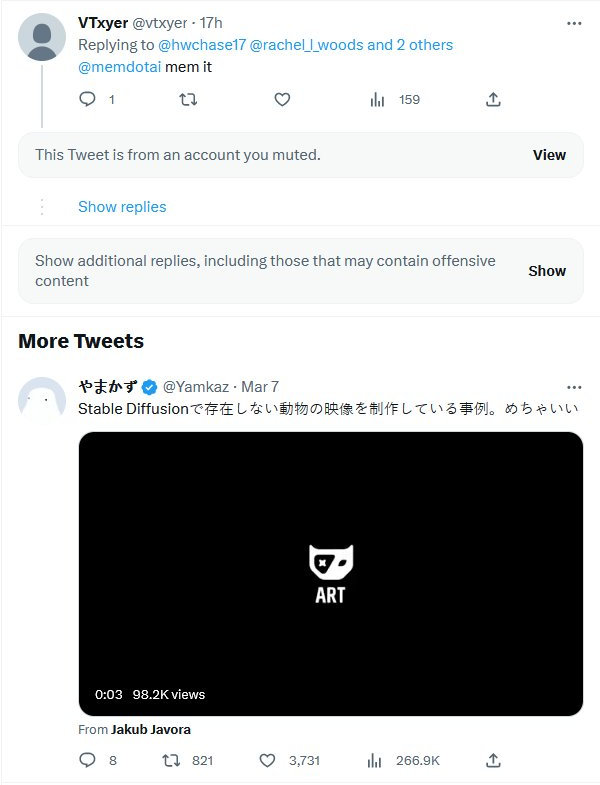 VTxyer @vtxyer · 17h
Replying to @hwchase17 @rachel_l_woods and 2 others
@memdotai mem it
1 159
This Tweet is from an account you muted. View
Show replies
Show additional replies, including those that may contain offensive
content
Show
More Tweets
やまかず @Yamkaz · Mar 7
Stable Diffusionで存在しない動物の映像を制作している事例。めちゃいい
ART
0:03 98.2K views
From Jakub Javora
8 821 3,731 266.9K